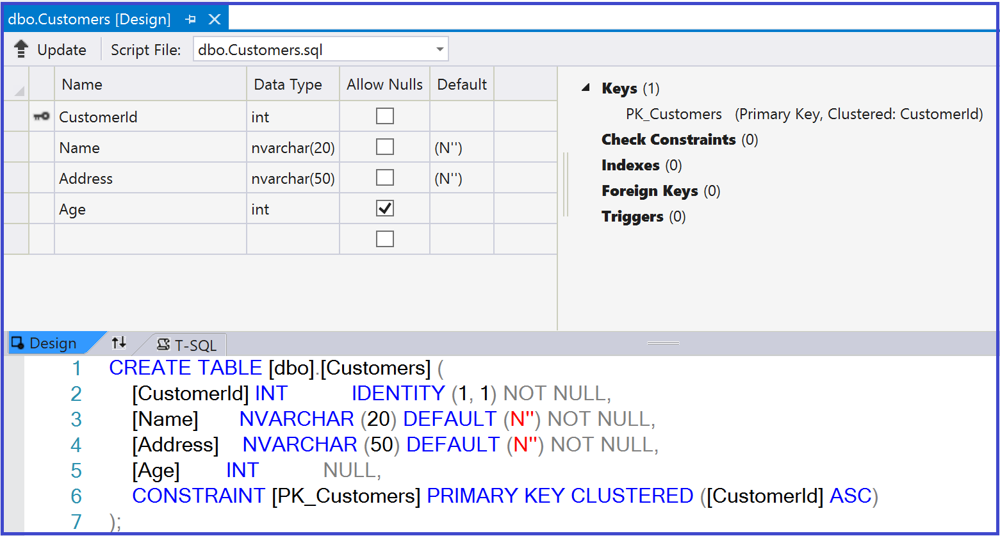 dbo.Customers [Design]
Update Script File: dbo.Customers.sql
Name Data Type Allow Nulls Default
CustomerId int
Name nvarchar(20) (N'')
Address nvarchar(50) (N'')
Age int
Keys (1)
PK_Customers (Primary Key, Clustered: CustomerId)
Check Constraints (0)
Indexes (0)
Foreign Keys (0)
Triggers (0)
Design T-SQL
1 CREATE TABLE [dbo].[Customers] (
2 [CustomerId] INT IDENTITY (1, 1) NOT NULL,
3 [Name] NVARCHAR (20) DEFAULT (N'') NOT NULL,
4 [Address] NVARCHAR (50) DEFAULT (N'') NOT NULL,
5 [Age] INT NULL,
6 CONSTRAINT [PK_Customers] PRIMARY KEY CLUSTERED ([CustomerId] ASC)
7 );